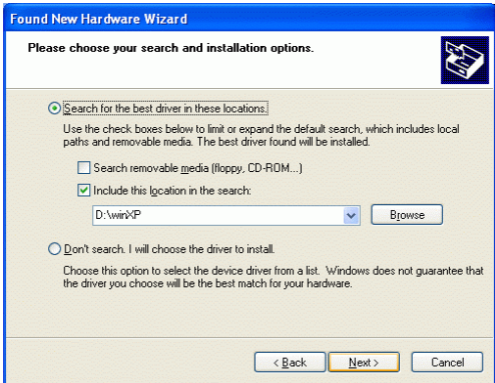 Found New Hardware Wizard
Please choose your search and installation options.
Search for the best driver in these locations.
Use the check boxes below to limit or expand the default search, which includes local
paths and removable media. The best driver found will be installed.
Search removable media (floppy, CD-ROM...)
Include this location in the search:
D:\winXP
Browse
Don't search. I will choose the driver to install.
Choose this option to select the device driver from a list. Windows does not guarantee that
the driver you choose will be the best match for your hardware.
< Back
Next >
Cancel